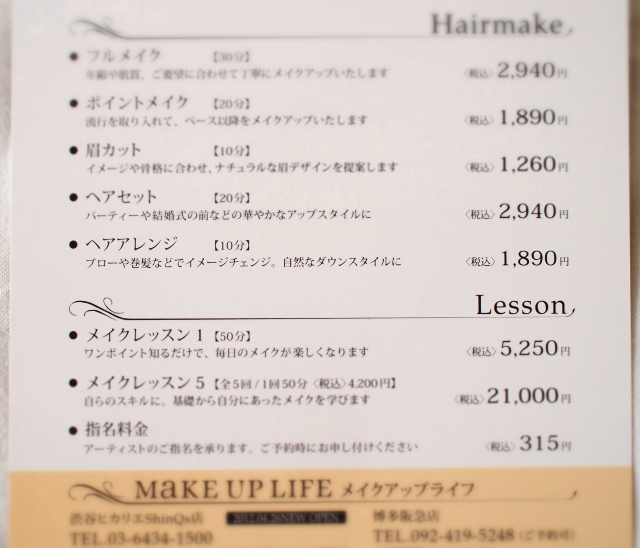 Hairmake
● フルメイク 【30分】
年齢や肌質、ご要望に合わせて丁寧にメイクアップいたします 〈税込〉2,940円
● ポイントメイク 【20分】
流行を取り入れて、ベース以降をメイクアップいたします 〈税込〉1,890円
● 眉カット 【10分】
イメージや骨格に合わせ、ナチュラルな眉デザインを提案します 〈税込〉1,260円
● ヘアセット 【20分】
パーティーや結婚式の前などの華やかなアップスタイルに 〈税込〉2,940円
● ヘアアレンジ 【10分】
ブローや巻髪などでイメージチェンジ。自然なダウンスタイルに 〈税込〉1,890円
Lesson
● メイクレッスン1 【50分】
ワンポイント知るだけで、毎日のメイクが楽しくなります 〈税込〉5,250円
● メイクレッスン5 【全5回/1回50分〈税込〉4,200円】
自らのスキルに。基礎から自分にあったメイクを学びます 〈税込〉21,000円
● 指名料金
アーティストのご指名を承ります。ご予約時にお申し付けください 〈税込〉315円
MaKE UP LIFE メイクアップライフ
渋谷ヒカリエShinQs店 2012.04.26NEW OPEN 博多阪急店
TEL.03-6434-1500 TEL.092-419-5248（ご予約可）